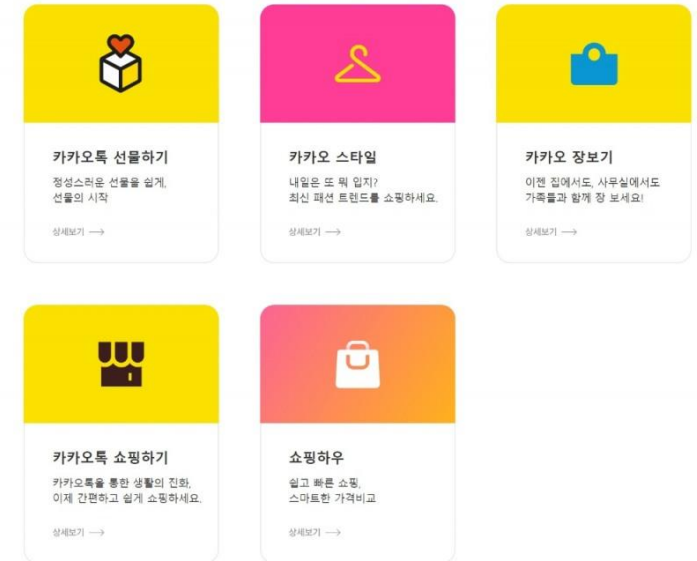 카카오톡 선물하기
정성스러운 선물을 쉽게,
선물의 시작
상세보기
카카오 스타일
내일은 또 뭐 입지?
최신 패션 트렌드를 쇼핑하세요.
상세보기
카카오 장보기
이젠 집에서도, 사무실에서도
가족들과 함께 장 보세요!
상세보기
카카오톡 쇼핑하기
카카오톡을 통한 생활의 진화,
이제 간편하고 쉽게 쇼핑하세요.
상세보기
쇼핑하우
쉽고 빠른 쇼핑,
스마트한 가격비교
상세보기